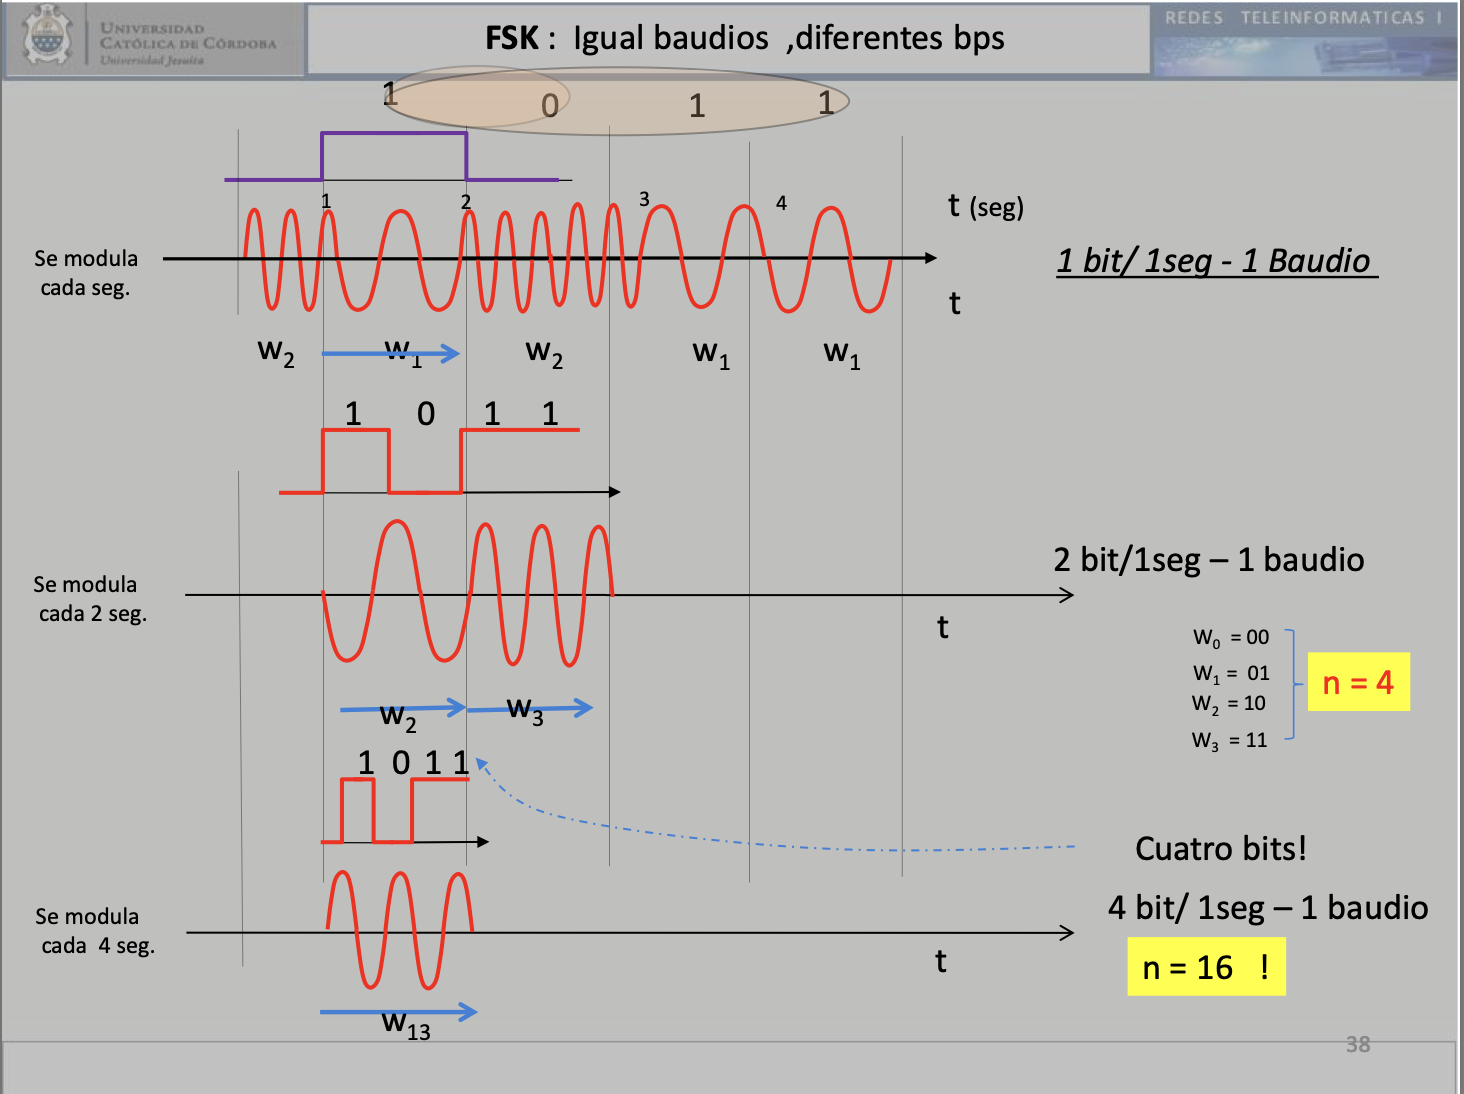 UNIVERSIDAD
CATÓLICA DE CÓRDOBA
Universidad Jesuita
FSK : Igual baudios ,diferentes bps
REDES TELEINFORMATICAS I
1 0 1 1
1 2 3 4
t (seg)
Se modula
cada seg.
1 bit/ 1seg - 1 Baudio
t
w2 w1 w2 w1 w1
1 0 1 1
2 bit/1seg – 1 baudio
Se modula
cada 2 seg.
t
W0 = 00
W1 = 01
W2 = 10
W3 = 11
n = 4
w2 w3
1 0 1 1
Cuatro bits!
4 bit/ 1seg – 1 baudio
Se modula
cada 4 seg.
t
n = 16 !
w13
38